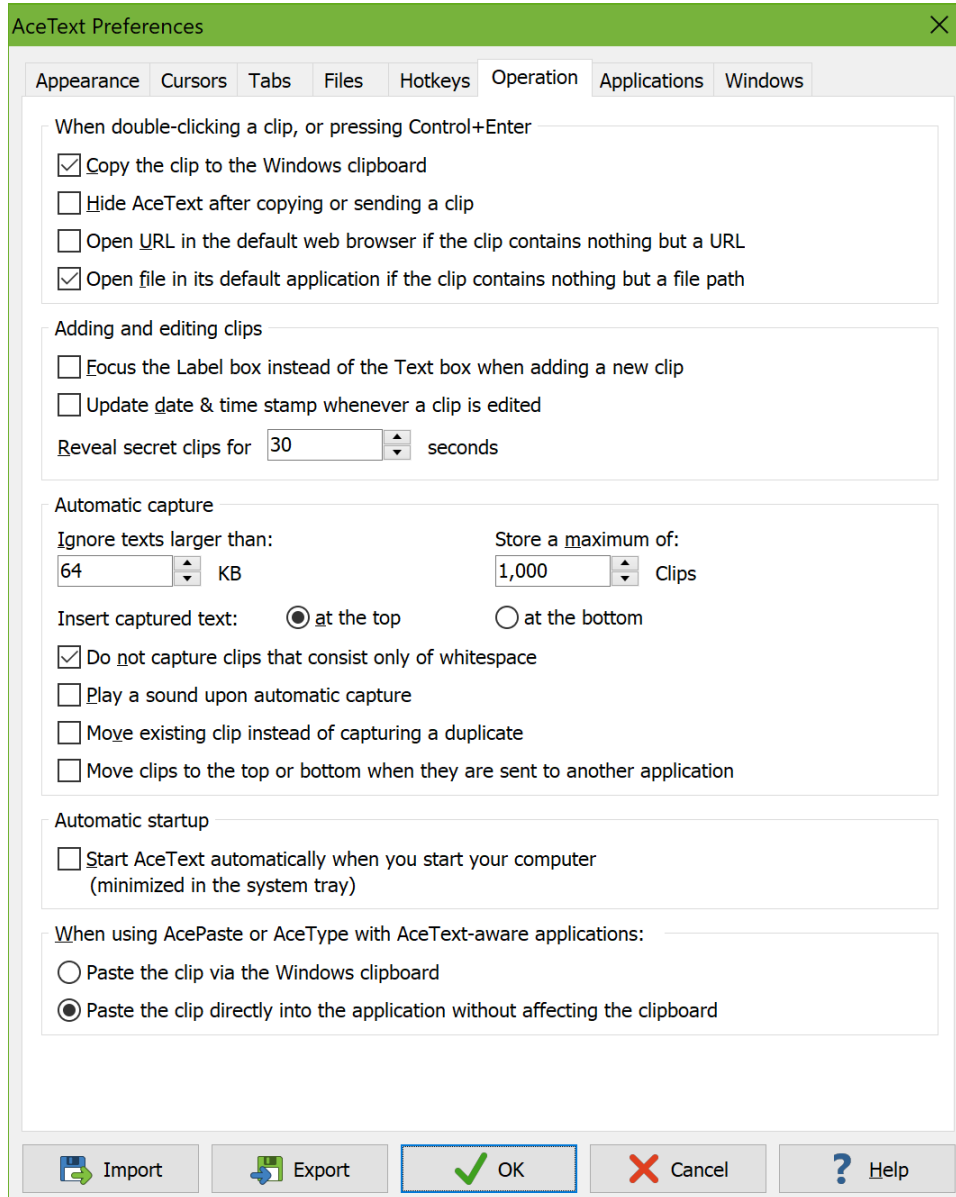 AceText Preferences
Appearance Cursors Tabs Files Hotkeys Operation Applications Windows
When double-clicking a clip, or pressing Control+Enter
Copy the clip to the Windows clipboard
Hide AceText after copying or sending a clip
Open URL in the default web browser if the clip contains nothing but a URL
Open file in its default application if the clip contains nothing but a file path
Adding and editing clips
Focus the Label box instead of the Text box when adding a new clip
Update date & time stamp whenever a clip is edited
Reveal secret clips for 30 seconds
Automatic capture
Ignore texts larger than: Store a maximum of:
64 KB 1,000 Clips
Insert captured text: at the top at the bottom
Do not capture clips that consist only of whitespace
Play a sound upon automatic capture
Move existing clip instead of capturing a duplicate
Move clips to the top or bottom when they are sent to another application
Automatic startup
Start AceText automatically when you start your computer
(minimized in the system tray)
When using AcePaste or AceType with AceText-aware applications:
Paste the clip via the Windows clipboard
Paste the clip directly into the application without affecting the clipboard
Import Export OK Cancel ? Help